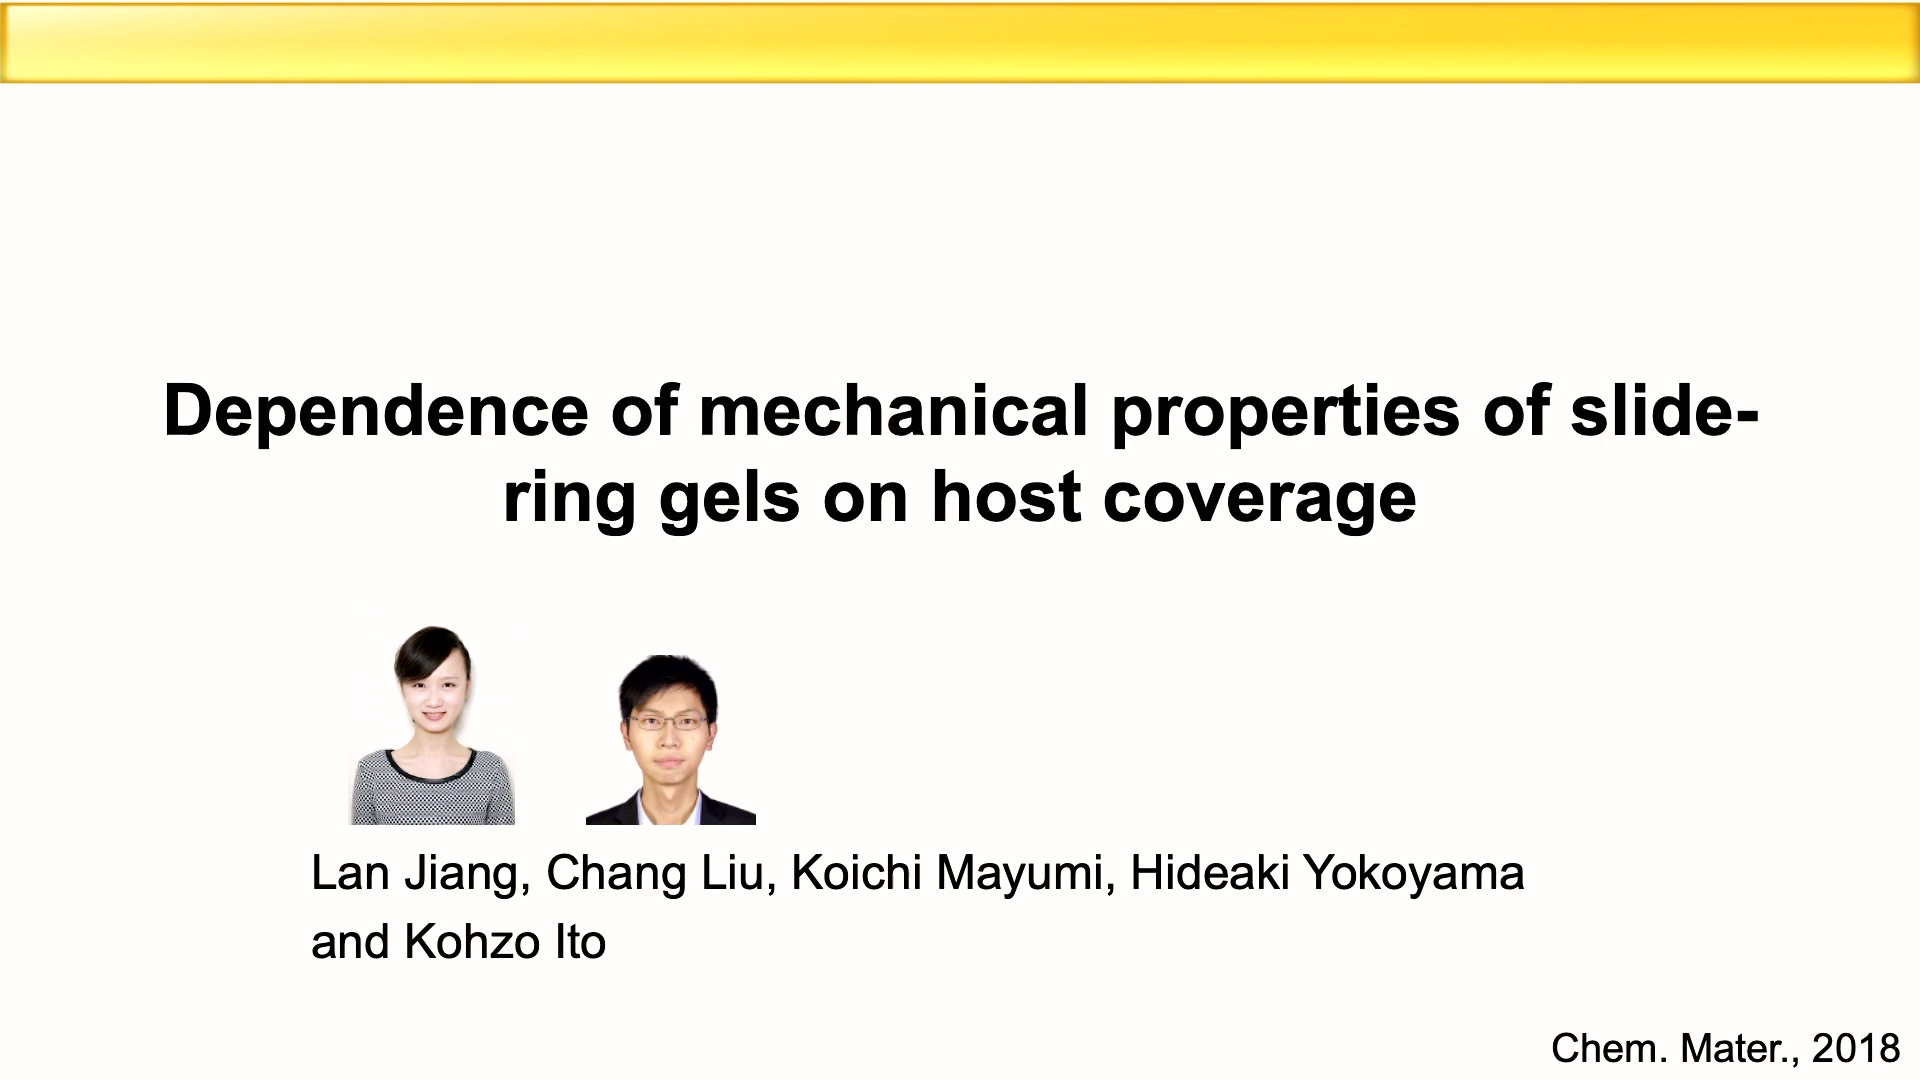 Dependence of mechanical properties of slide-
ring gels on host coverage
Lan Jiang, Chang Liu, Koichi Mayumi, Hideaki Yokoyama
and Kohzo Ito
Chem. Mater., 2018